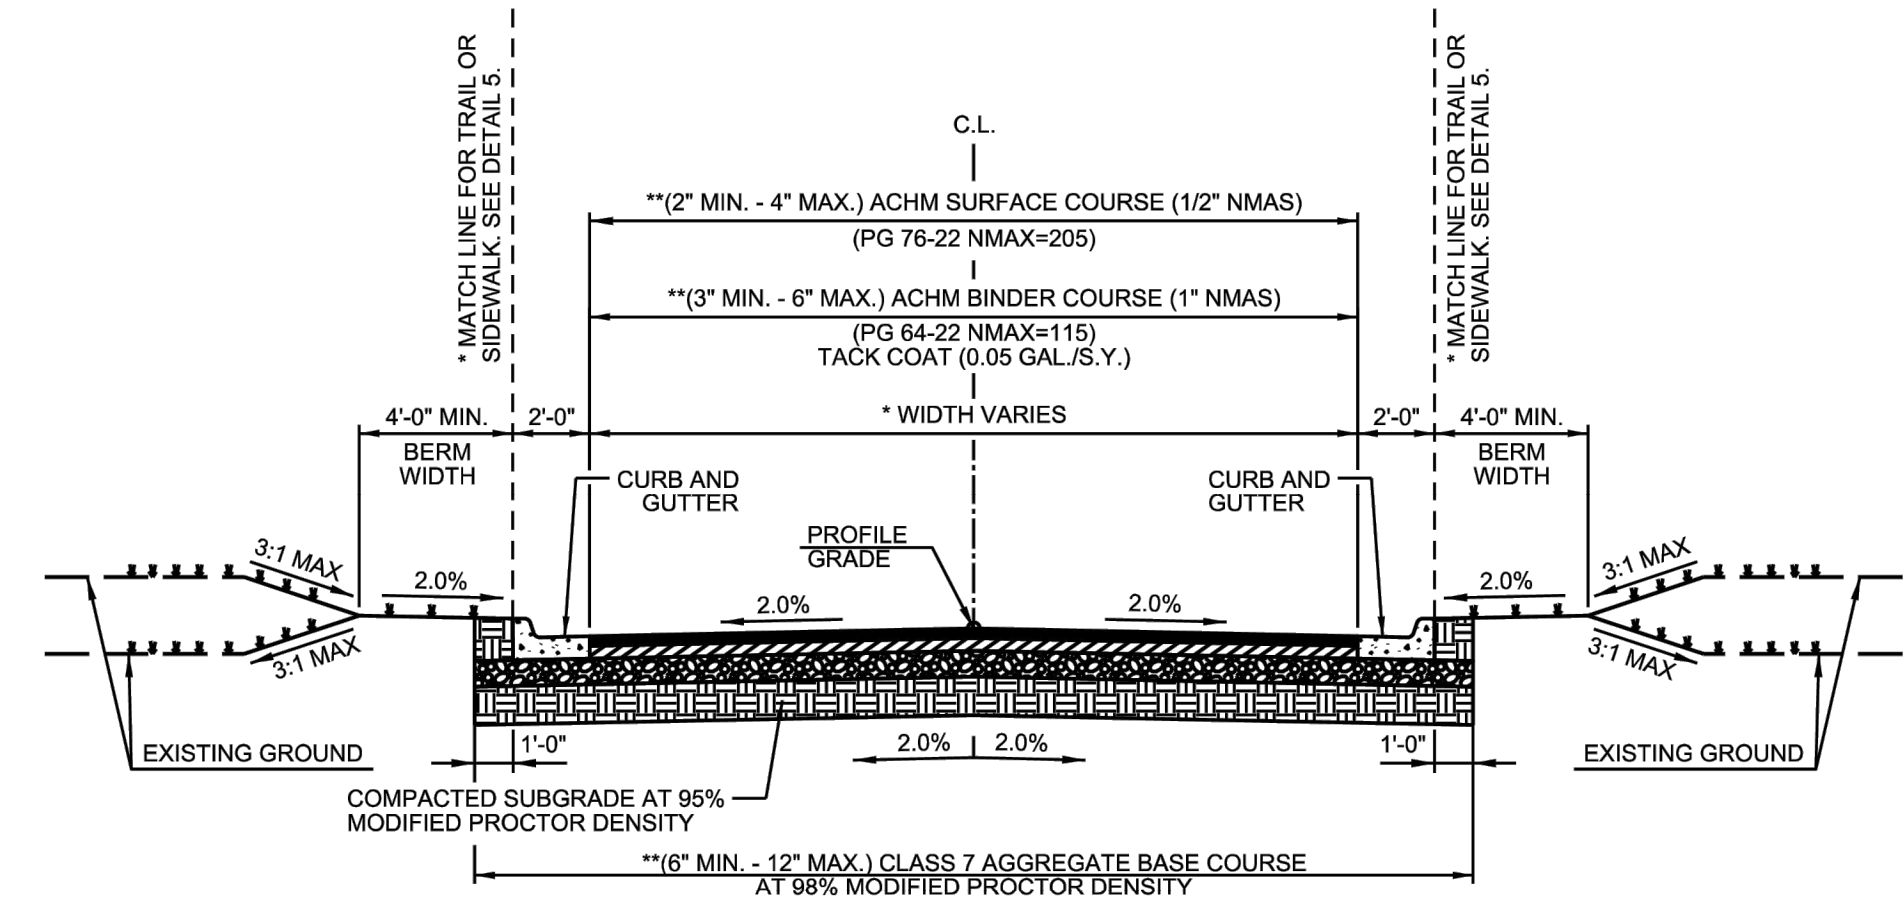 * MATCH LINE FOR TRAIL OR
SIDEWALK. SEE DETAIL 5.
C.L.
* MATCH LINE FOR TRAIL OR
SIDEWALK. SEE DETAIL 5.
**(2" MIN. - 4" MAX.) ACHM SURFACE COURSE (1/2" NMAS)
(PG 76-22 NMAX=205)
**(3" MIN. - 6" MAX.) ACHM BINDER COURSE (1" NMAS)
(PG 64-22 NMAX=115)
TACK COAT (0.05 GAL./S.Y.)
4'-0" MIN.
BERM
WIDTH
2'-0"
* WIDTH VARIES
2'-0"
4'-0" MIN.
BERM
WIDTH
CURB AND
GUTTER
CURB AND
GUTTER
PROFILE
GRADE
3:1 MAX
2.0%
2.0%
2.0%
2.0%
3:1 MAX
3:1 MAX
3:1 MAX
EXISTING GROUND
1'-0"
2.0%
2.0%
1'-0"
EXISTING GROUND
COMPACTED SUBGRADE AT 95%
MODIFIED PROCTOR DENSITY
**(6" MIN. - 12" MAX.) CLASS 7 AGGREGATE BASE COURSE
AT 98% MODIFIED PROCTOR DENSITY